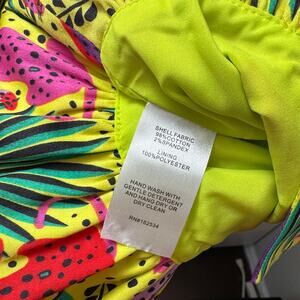 SHELL FABRIC
98%COTTON
2%SPANDEX
LINING
100%POLYESTER
HAND WASH WITH
GENTLE DETERGENT
AND HANG DRY OR
DRY CLEAN
RN#102534